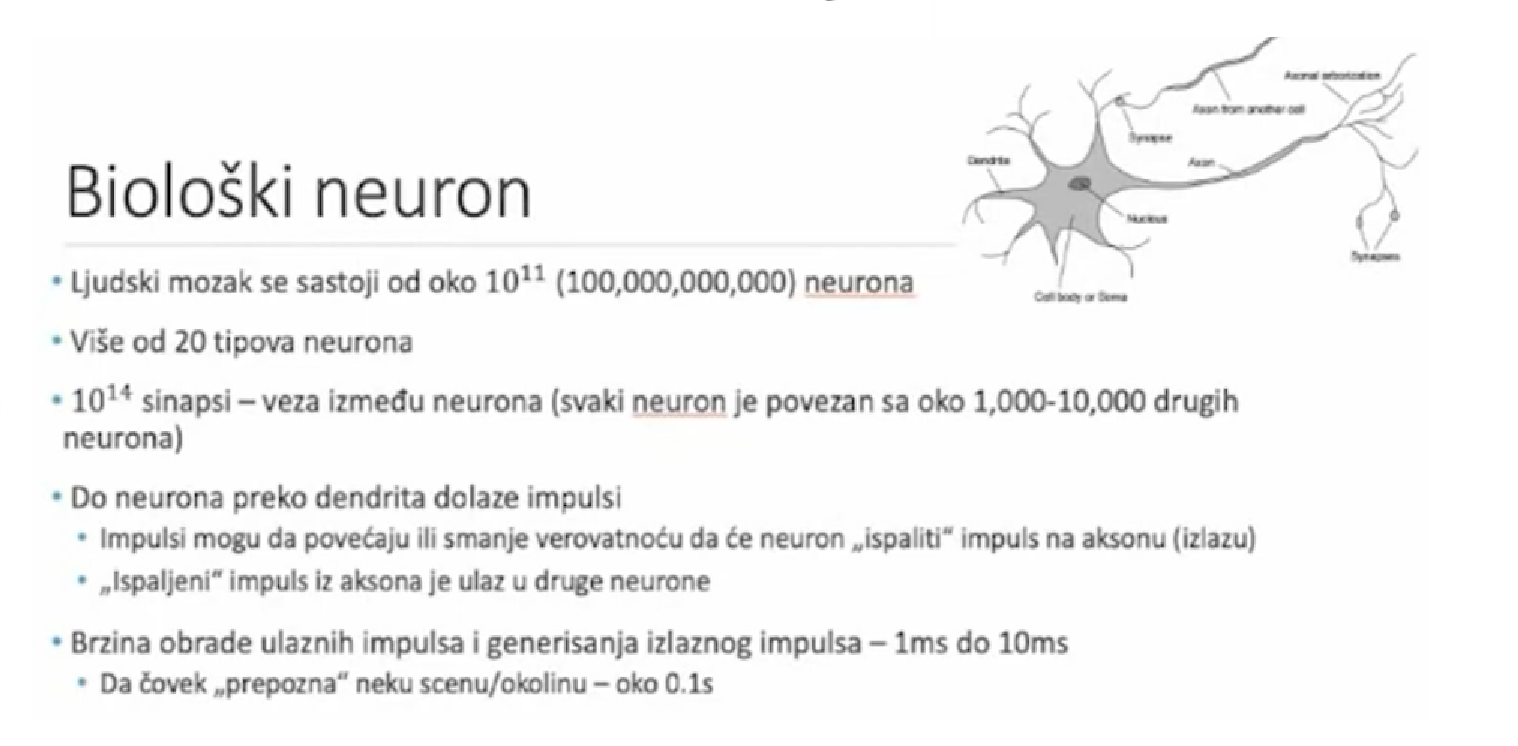 Biološki neuron
Axonal arborization
Axon from another cell
Synapse
Dendrite
Axon
Nucleus
Synapses
Cell body or Soma
• Ljudski mozak se sastoji od oko 10¹¹ (100,000,000,000) neurona
• Više od 20 tipova neurona
• 10¹⁴ sinapsi – veza između neurona (svaki neuron je povezan sa oko 1,000-10,000 drugih
neurona)
• Do neurona preko dendrita dolaze impulsi
• Impulsi mogu da povećaju ili smanje verovatnoću da će neuron „ispaliti“ impuls na aksonu (izlazu)
• „Ispaljeni“ impuls iz aksona je ulaz u druge neurone
• Brzina obrade ulaznih impulsa i generisanja izlaznog impulsa – 1ms do 10ms
• Da čovek „prepozna“ neku scenu/okolinu – oko 0.1s